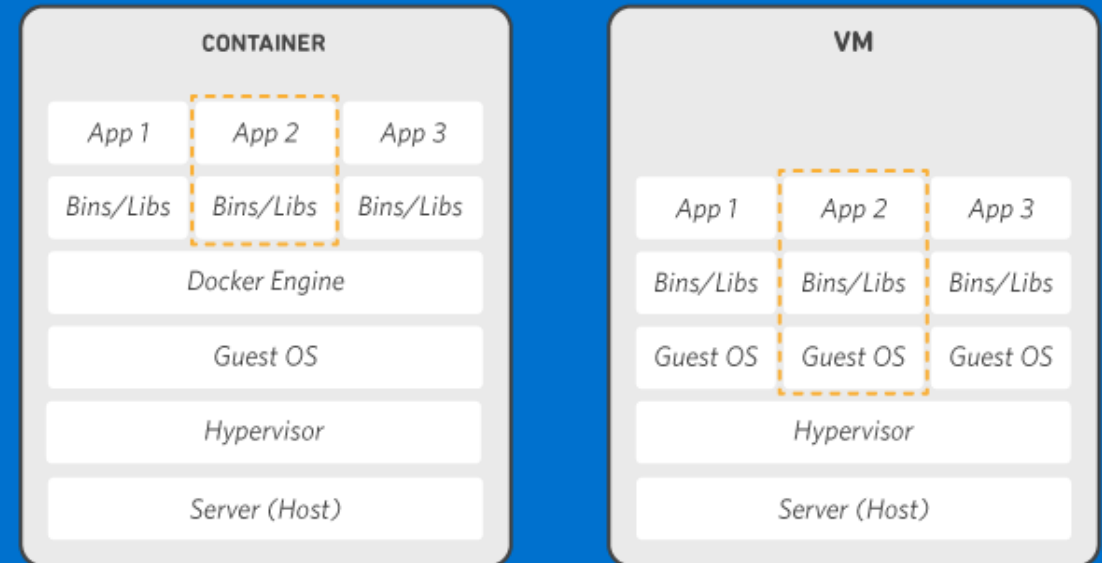 CONTAINER
App 1 App 2 App 3
Bins/Libs Bins/Libs Bins/Libs
Docker Engine
Guest OS
Hypervisor
Server (Host)
VM
App 1 App 2 App 3
Bins/Libs Bins/Libs Bins/Libs
Guest OS Guest OS Guest OS
Hypervisor
Server (Host)